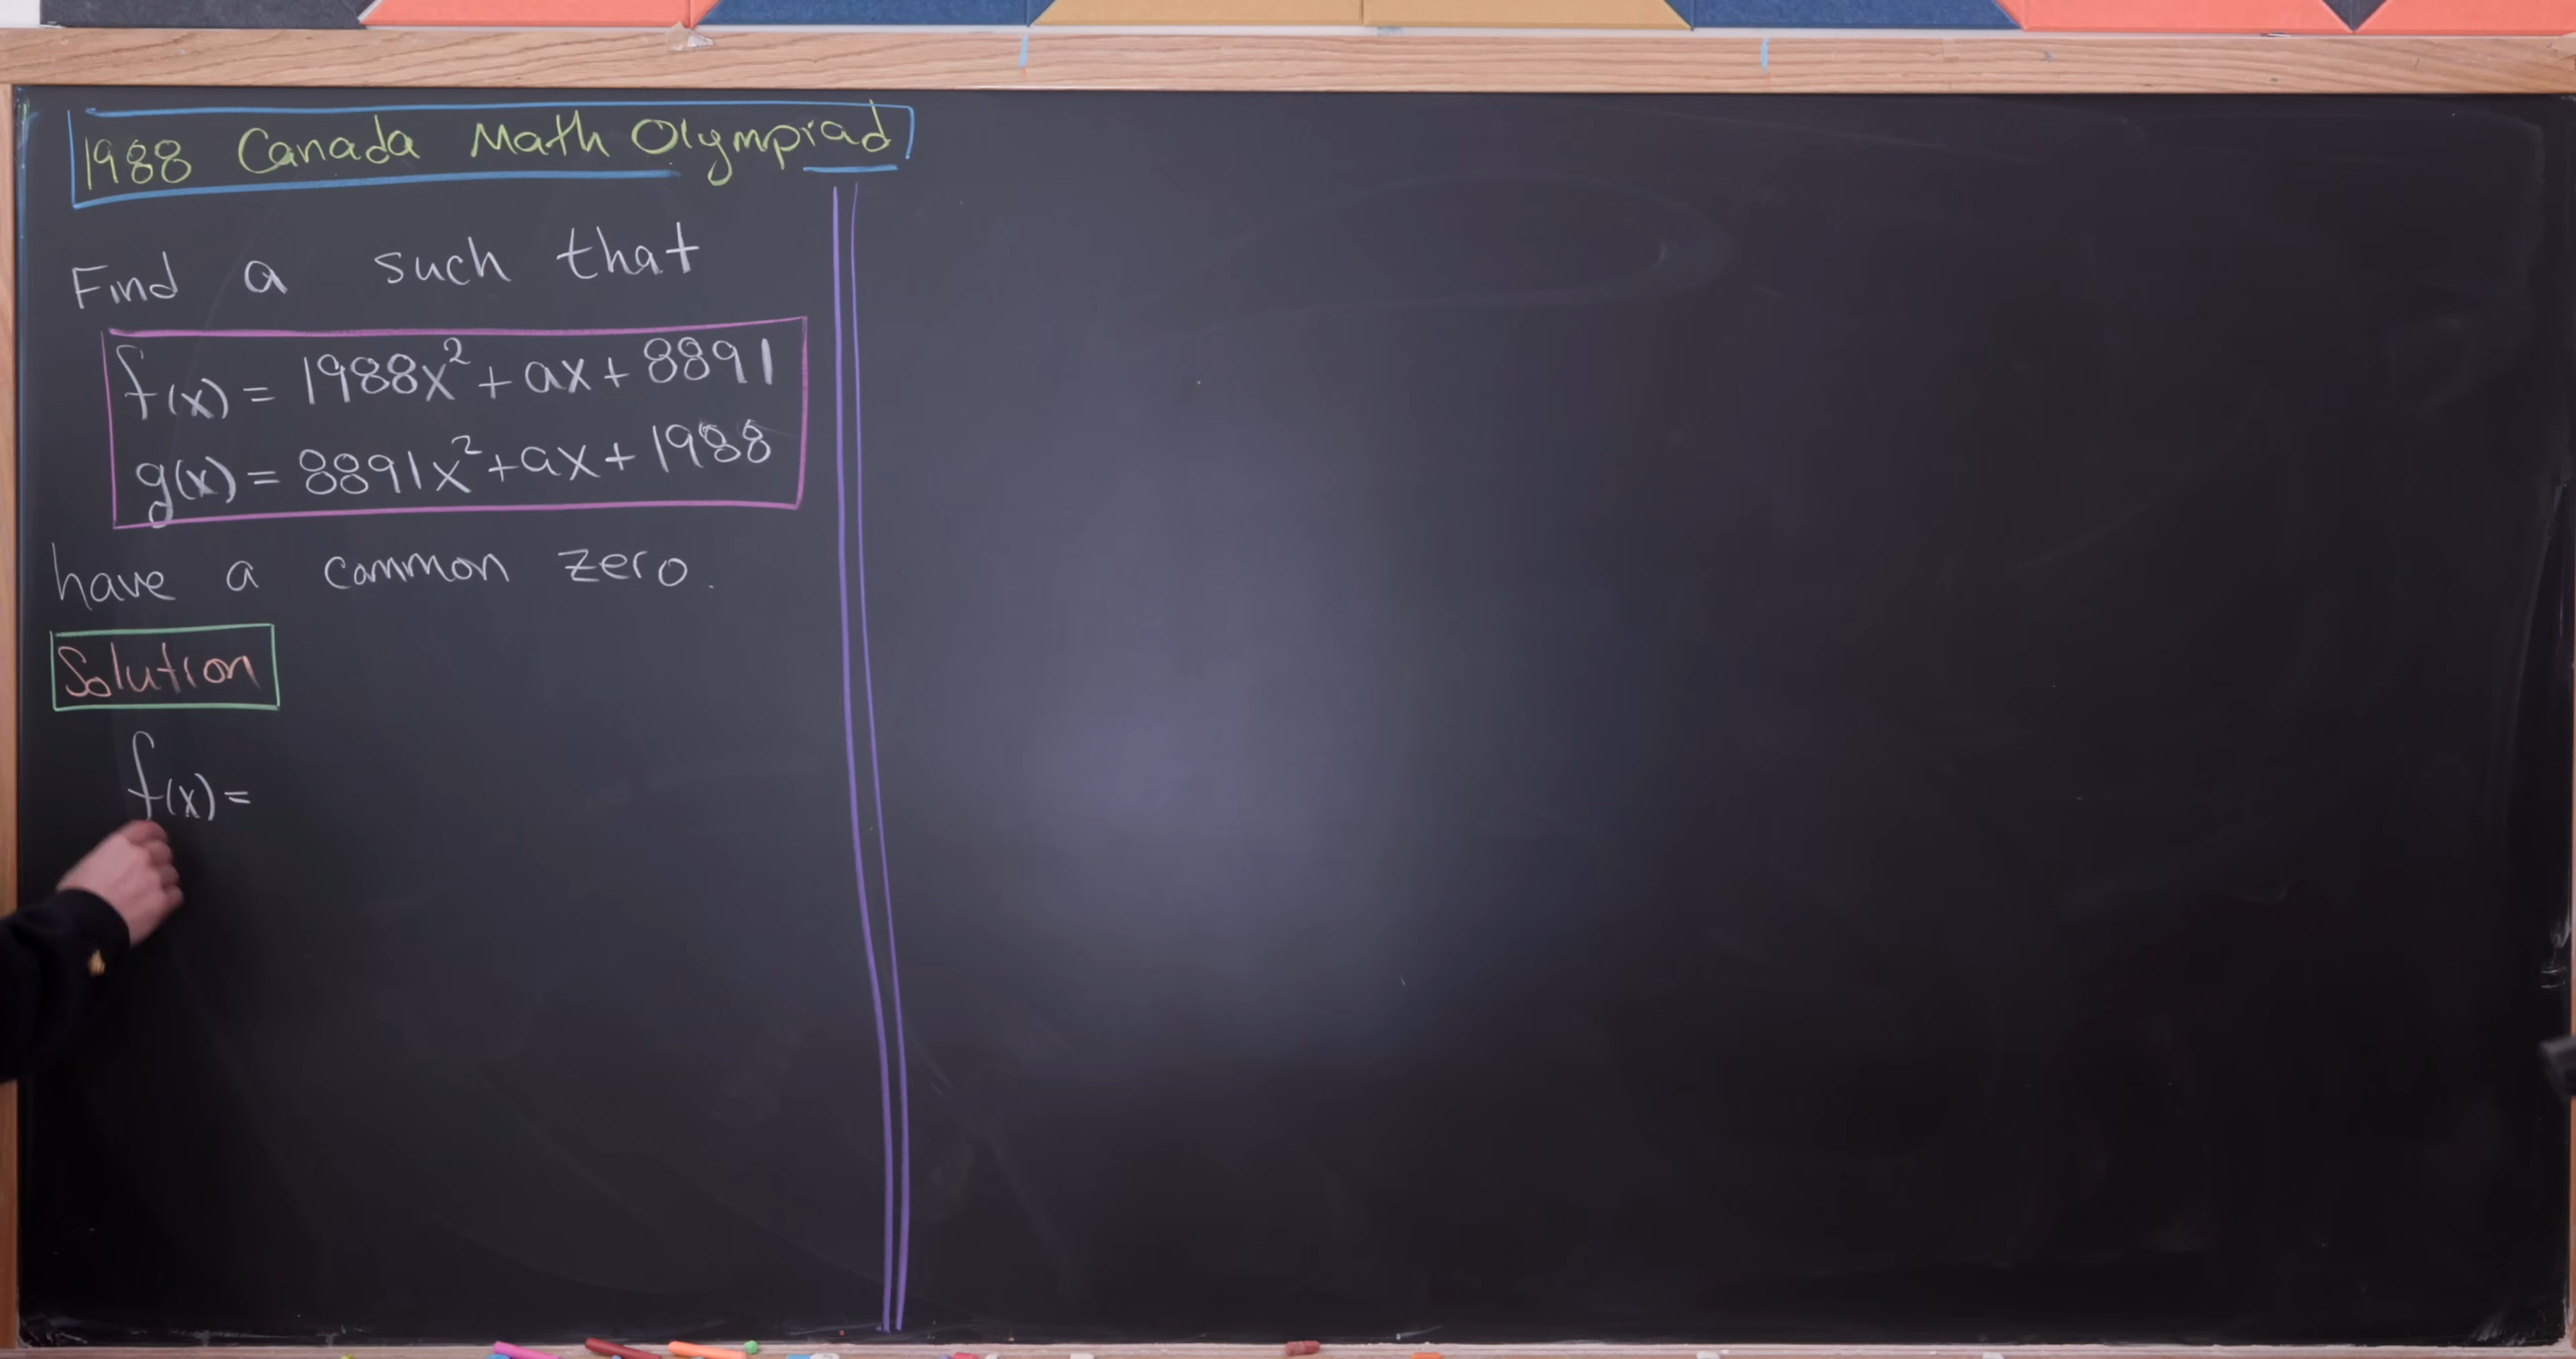 1988 Canada Math Olympiad
Find a such that
f(x) = 1988x² + ax + 8891
g(x) = 8891x² + ax + 1988
have a common zero.
Solution
f(x) =